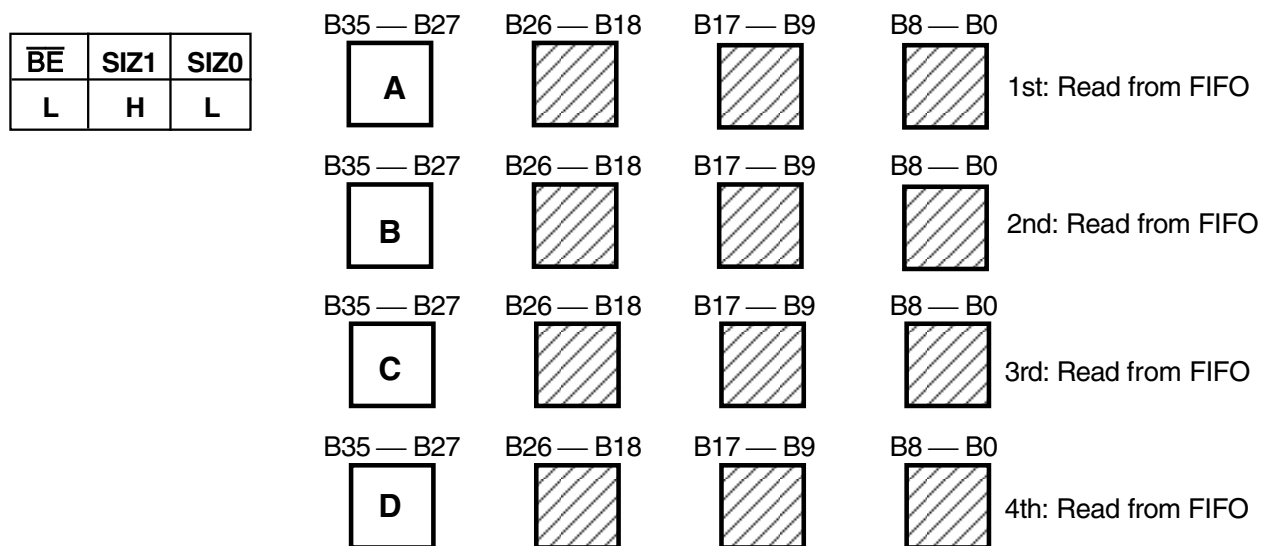 B̅E̅ SIZ1 SIZ0
L H L
B35 — B27 B26 — B18 B17 — B9 B8 — B0
A 1st: Read from FIFO
B35 — B27 B26 — B18 B17 — B9 B8 — B0
B 2nd: Read from FIFO
B35 — B27 B26 — B18 B17 — B9 B8 — B0
C 3rd: Read from FIFO
B35 — B27 B26 — B18 B17 — B9 B8 — B0
D 4th: Read from FIFO